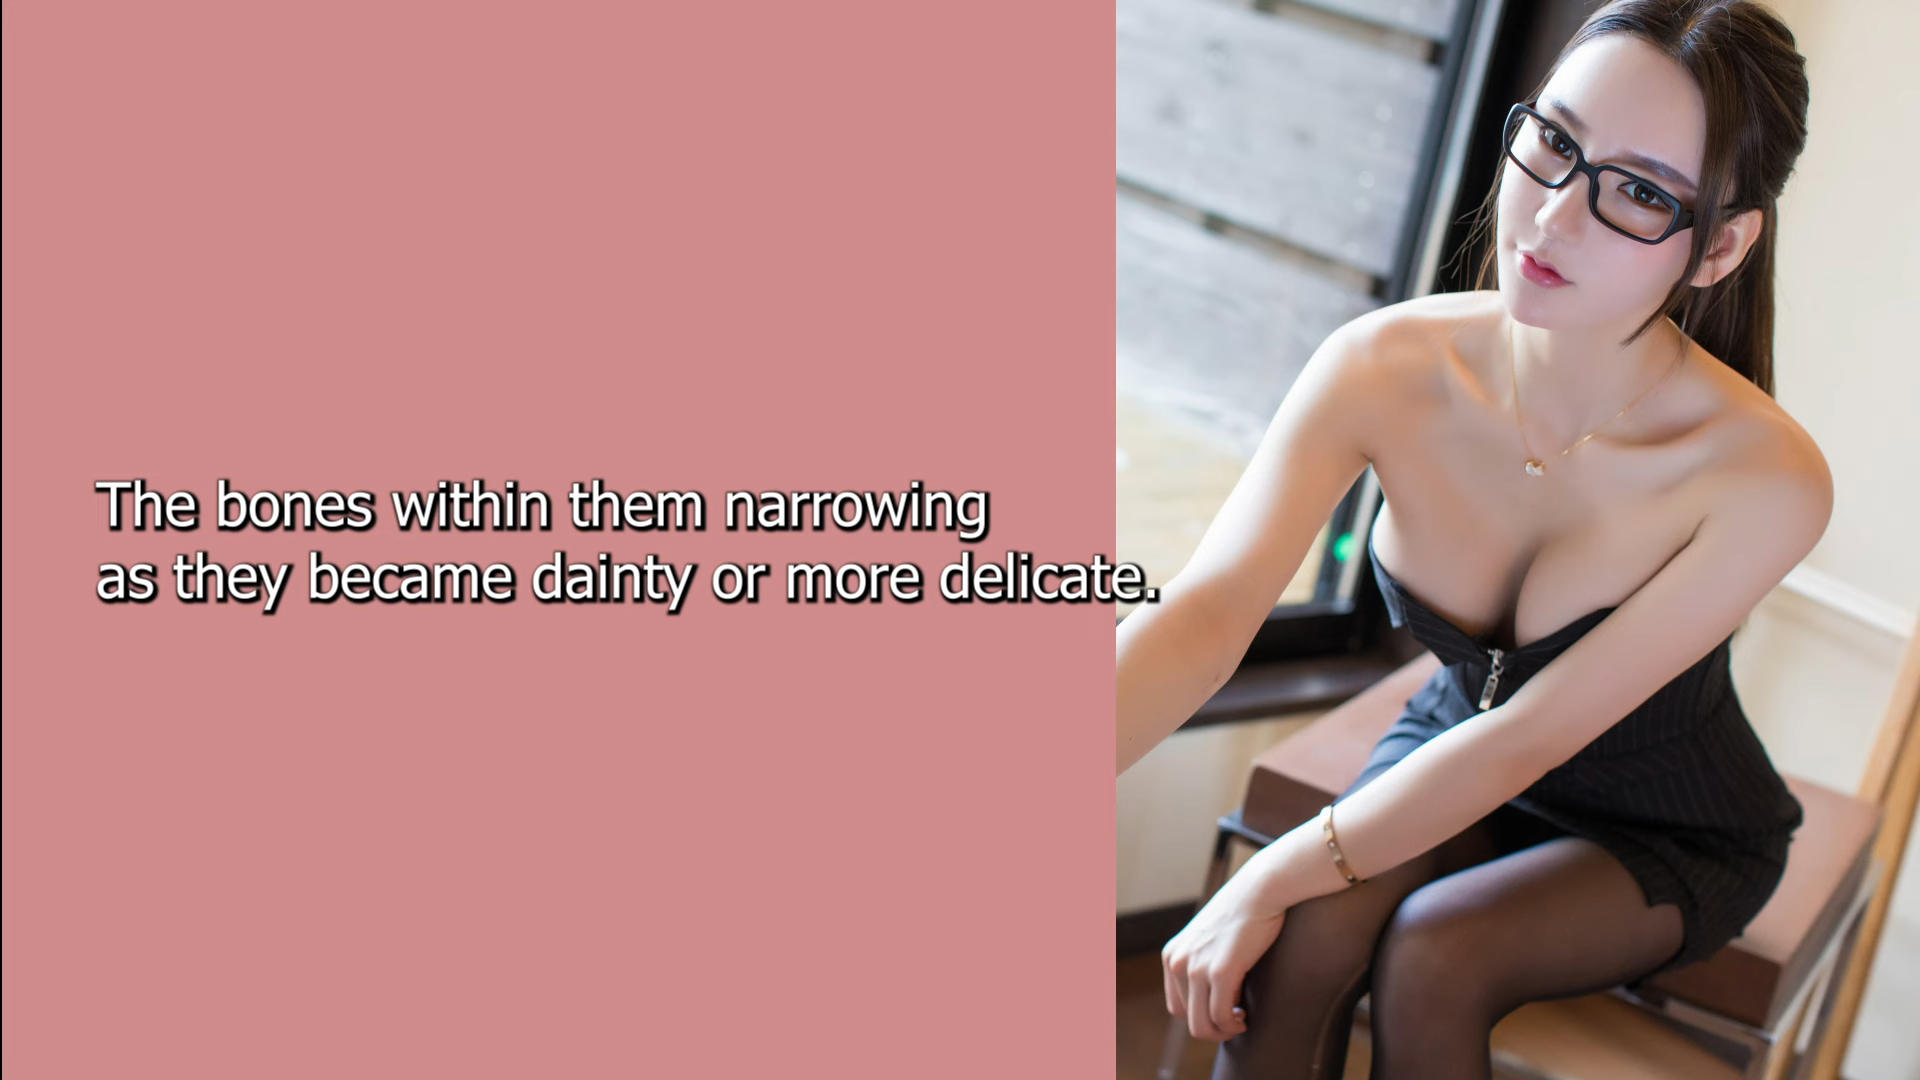 The bones within them narrowing
as they became dainty or more delicate.